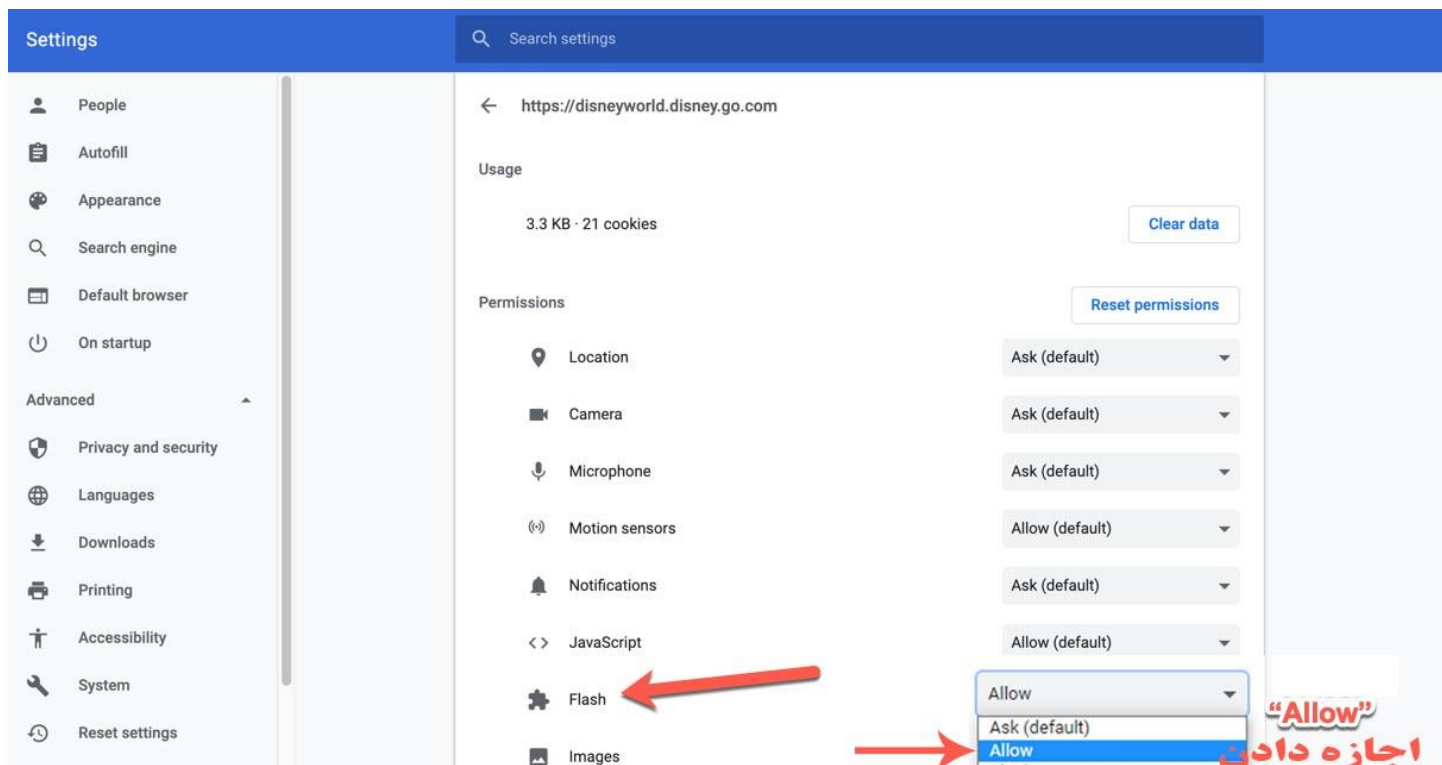 Settings
Search settings
People
Autofill
Appearance
Search engine
Default browser
On startup
Advanced
Privacy and security
Languages
Downloads
Printing
Accessibility
System
Reset settings
https://disneyworld.disney.go.com
Usage
3.3 KB · 21 cookies
Clear data
Permissions
Reset permissions
Location
Ask (default)
Camera
Ask (default)
Microphone
Ask (default)
Motion sensors
Allow (default)
Notifications
Ask (default)
JavaScript
Allow (default)
Flash
Allow
Ask (default)
Allow
Images
“Allow”
اجازه دادن